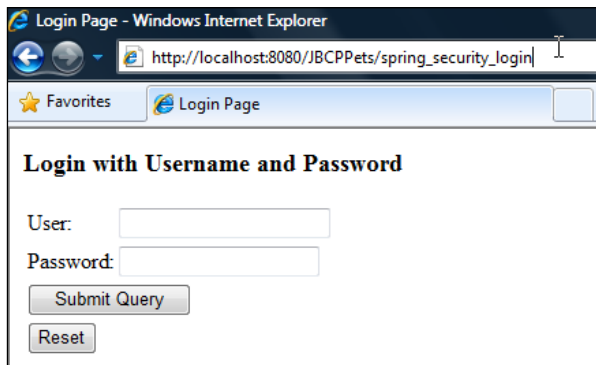 Login Page - Windows Internet Explorer
http://localhost:8080/JBCPPets/spring_security_login
Favorites
Login Page
Login with Username and Password
User:
Password:
Submit Query
Reset